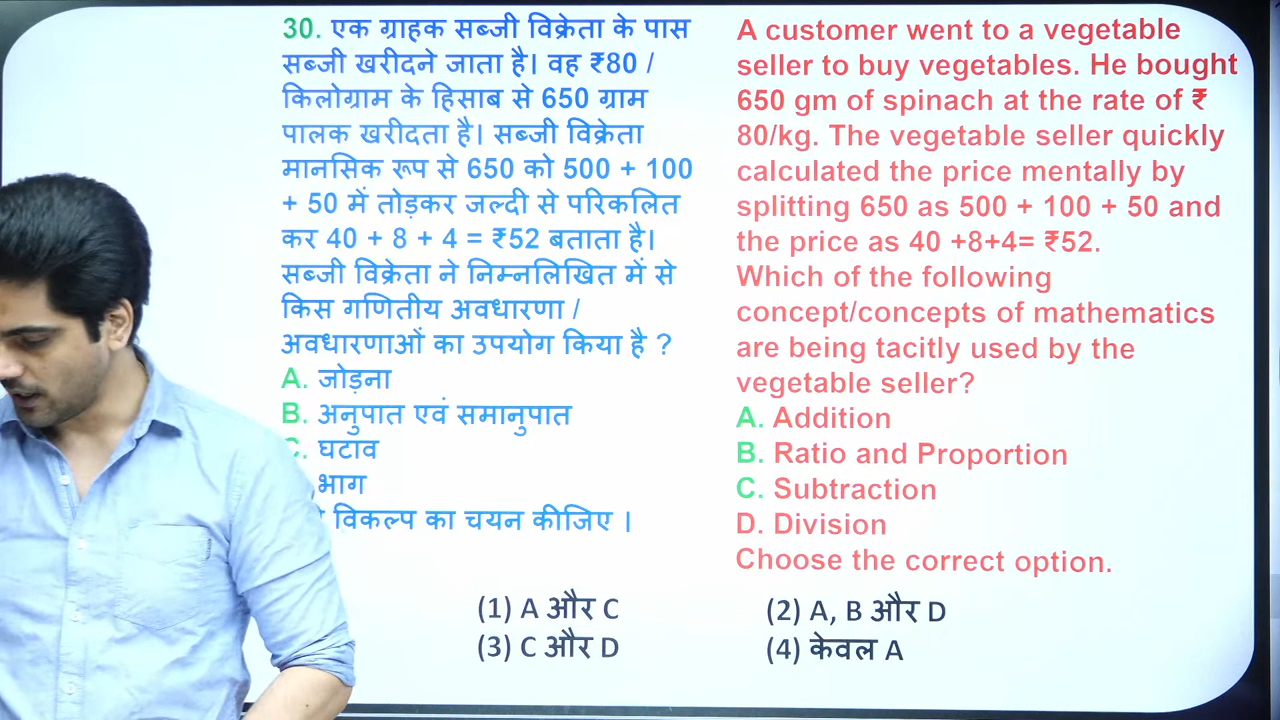 30. एक ग्राहक सब्जी विक्रेता के पास
सब्जी खरीदने जाता है। वह ₹80 /
किलोग्राम के हिसाब से 650 ग्राम
पालक खरीदता है। सब्जी विक्रेता
मानसिक रूप से 650 को 500 + 100
+ 50 में तोड़कर जल्दी से परिकलित
कर 40 + 8 + 4 = ₹52 बताता है।
सब्जी विक्रेता ने निम्नलिखित में से
किस गणितीय अवधारणा /
अवधारणाओं का उपयोग किया है ?
A. जोड़ना
B. अनुपात एवं समानुपात
C. घटाव
भाग
विकल्प का चयन कीजिए ।
A customer went to a vegetable
seller to buy vegetables. He bought
650 gm of spinach at the rate of ₹
80/kg. The vegetable seller quickly
calculated the price mentally by
splitting 650 as 500 + 100 + 50 and
the price as 40 +8+4= ₹52.
Which of the following
concept/concepts of mathematics
are being tacitly used by the
vegetable seller?
A. Addition
B. Ratio and Proportion
C. Subtraction
D. Division
Choose the correct option.
(1) A और C
(2) A, B और D
(3) C और D
(4) केवल A